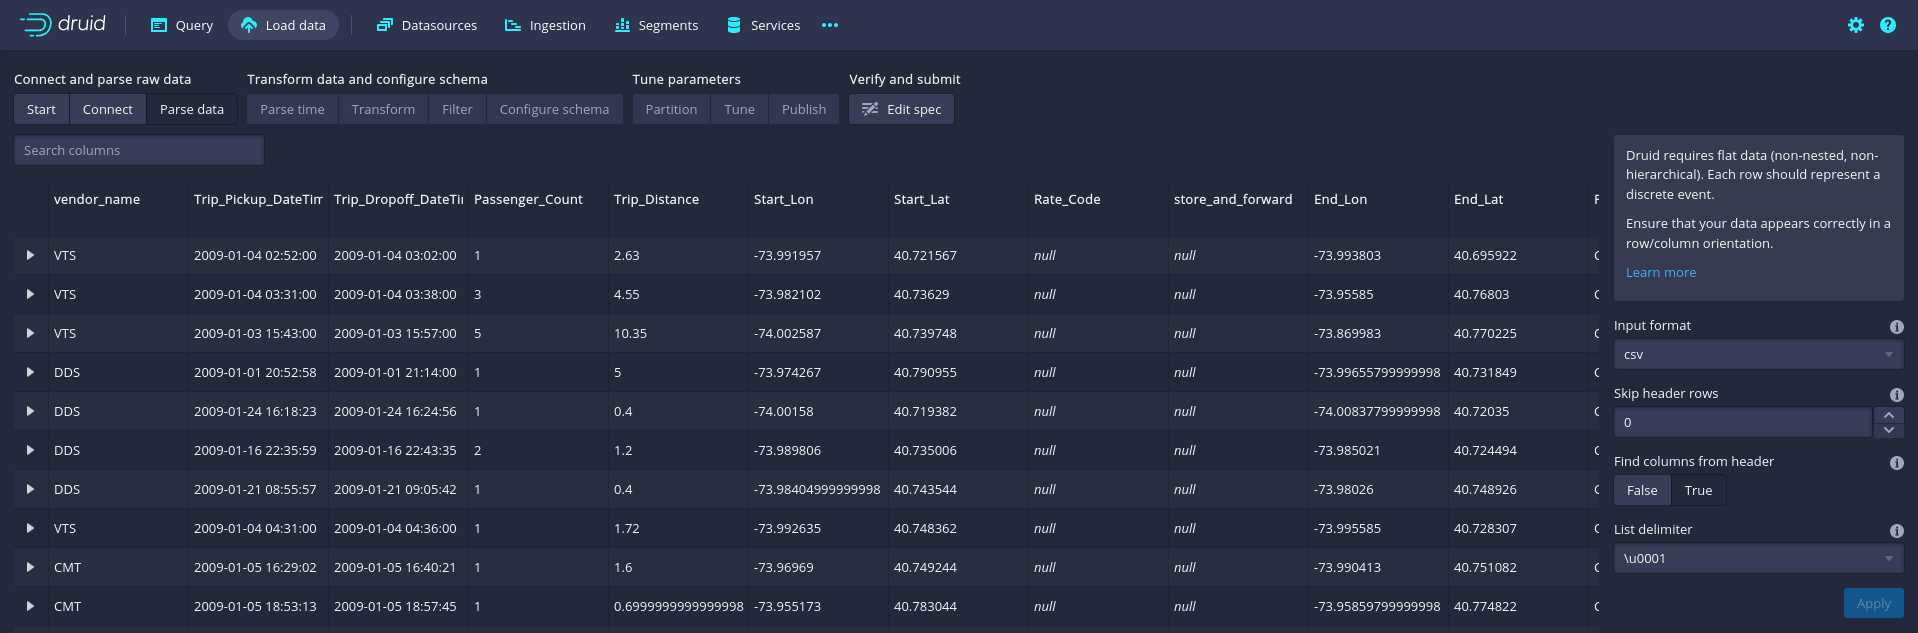 druid Query Load data Datasources Ingestion Segments Services
Connect and parse raw data Transform data and configure schema Tune parameters Verify and submit
Start Connect Parse data Parse time Transform Filter Configure schema Partition Tune Publish Edit spec
Search columns
vendor_name Trip_Pickup_DateTim Trip_Dropoff_DateTi Passenger_Count Trip_Distance Start_Lon Start_Lat Rate_Code store_and_forward End_Lon End_Lat
VTS 2009-01-04 02:52:00 2009-01-04 03:02:00 1 2.63 -73.991957 40.721567 null null -73.993803 40.695922
VTS 2009-01-04 03:31:00 2009-01-04 03:38:00 3 4.55 -73.982102 40.73629 null null -73.95585 40.76803
VTS 2009-01-03 15:43:00 2009-01-03 15:57:00 5 10.35 -74.002587 40.739748 null null -73.869983 40.770225
DDS 2009-01-01 20:52:58 2009-01-01 21:14:00 1 5 -73.974267 40.790955 null null -73.99655799999998 40.731849
DDS 2009-01-24 16:18:23 2009-01-24 16:24:56 1 0.4 -74.00158 40.719382 null null -74.00837799999998 40.72035
DDS 2009-01-16 22:35:59 2009-01-16 22:43:35 2 1.2 -73.989806 40.735006 null null -73.985021 40.724494
DDS 2009-01-21 08:55:57 2009-01-21 09:05:42 1 0.4 -73.98404999999998 40.743544 null null -73.98026 40.748926
VTS 2009-01-04 04:31:00 2009-01-04 04:36:00 1 1.72 -73.992635 40.748362 null null -73.995585 40.728307
CMT 2009-01-05 16:29:02 2009-01-05 16:40:21 1 1.6 -73.96969 40.749244 null null -73.990413 40.751082
CMT 2009-01-05 18:53:13 2009-01-05 18:57:45 1 0.6999999999999998 -73.955173 40.783044 null null -73.95859799999998 40.774822
Druid requires flat data (non-nested, non-
hierarchical). Each row should represent a
discrete event.
Ensure that your data appears correctly in a
row/column orientation.
Learn more
Input format
csv
Skip header rows
0
Find columns from header
False True
List delimiter
\u0001
Apply